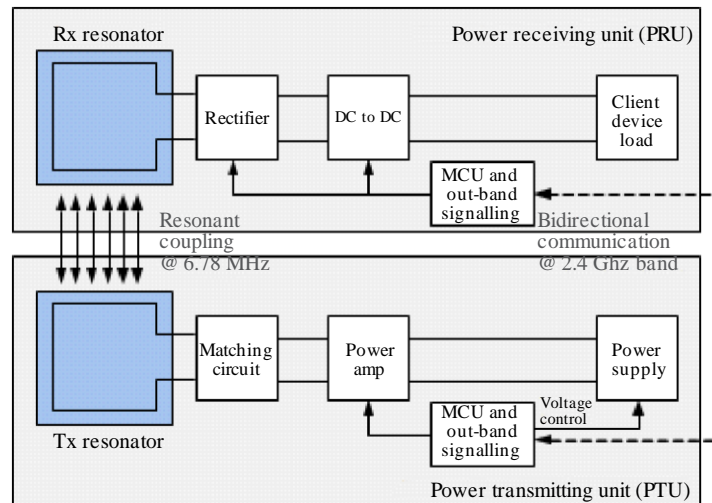 Rx resonator
Power receiving unit (PRU)
Rectifier
DC to DC
Client
device
load
MCU and
out-band
signalling
Resonant
coupling
@ 6.78 MHz
Bidirectional
communication
@ 2.4 Ghz band
Matching
circuit
Power
amp
Power
supply
MCU and
out-band
signalling
Voltage
control
Tx resonator
Power transmitting unit (PTU)